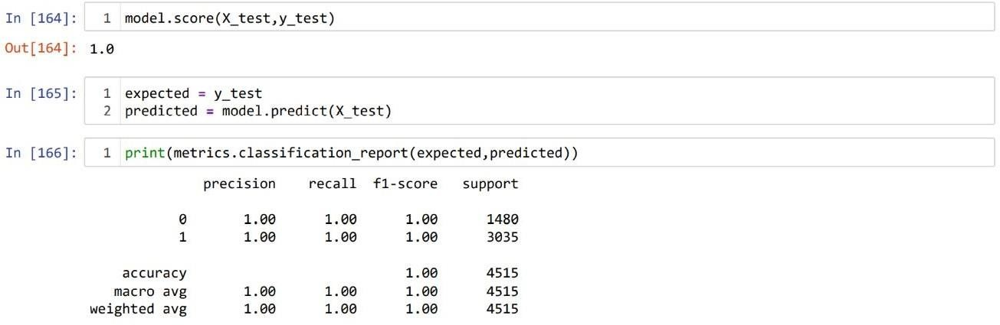 In [164]: 1 model.score(X_test,y_test)
Out[164]: 1.0
In [165]: 1 expected = y_test
2 predicted = model.predict(X_test)
In [166]: 1 print(metrics.classification_report(expected,predicted))
precision recall f1-score support
0 1.00 1.00 1.00 1480
1 1.00 1.00 1.00 3035
accuracy 1.00 4515
macro avg 1.00 1.00 1.00 4515
weighted avg 1.00 1.00 1.00 4515